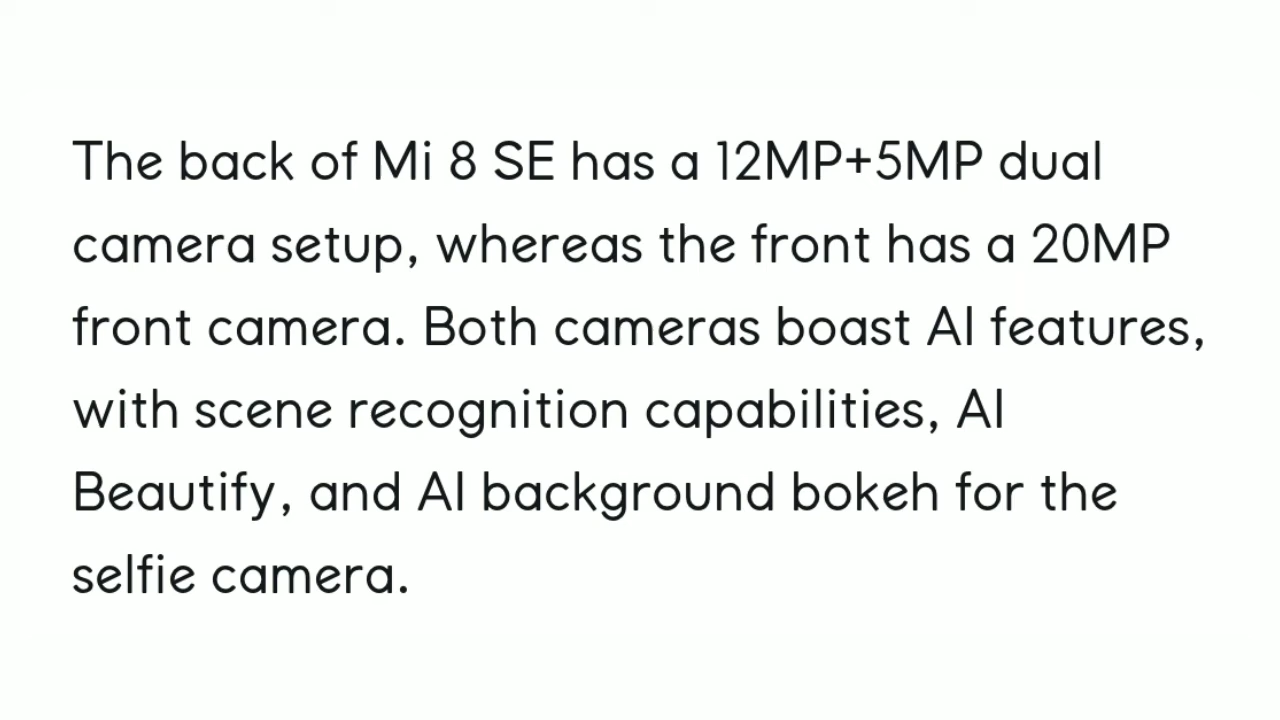 The back of Mi 8 SE has a 12MP+5MP dual
camera setup, whereas the front has a 20MP
front camera. Both cameras boast AI features,
with scene recognition capabilities, AI
Beautify, and AI background bokeh for the
selfie camera.